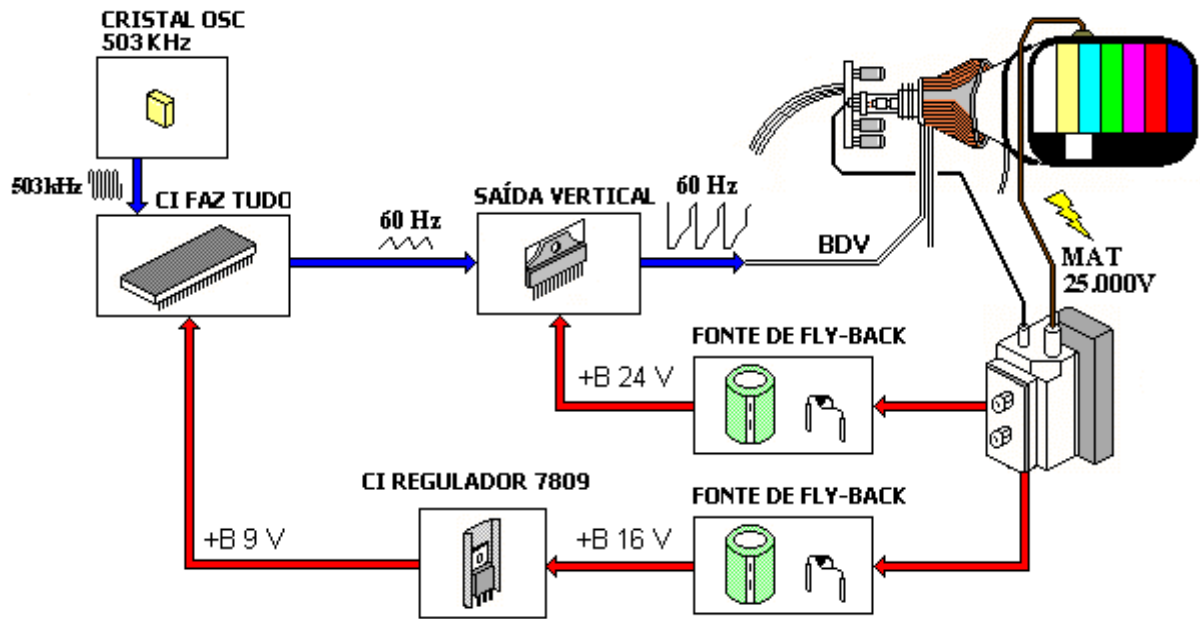 CRISTAL OSC
503 KHz
503kHz
CI FAZ TUDO
60 Hz
SAÍDA VERTICAL
60 Hz
BDV
MAT
25.000V
FONTE DE FLY-BACK
+B 24 V
CI REGULADOR 7809
FONTE DE FLY-BACK
+B 9 V
+B 16 V